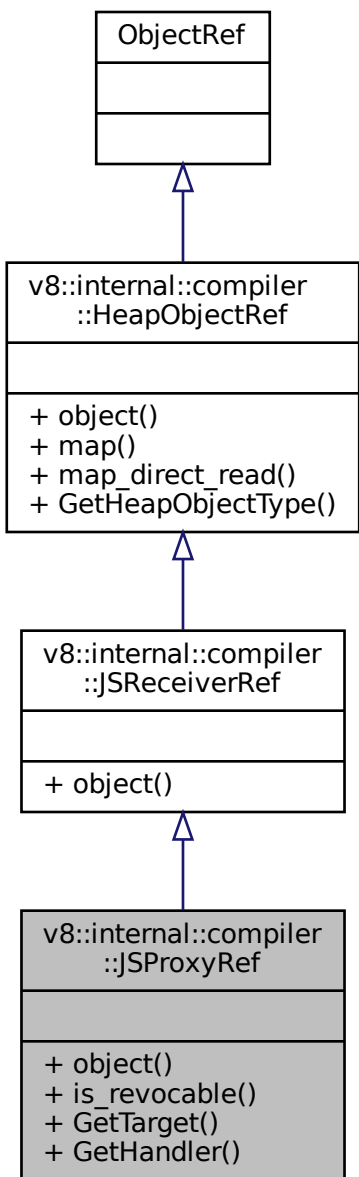 ObjectRef
v8::internal::compiler
::HeapObjectRef
+ object()
+ map()
+ map_direct_read()
+ GetHeapObjectType()
v8::internal::compiler
::JSReceiverRef
+ object()
v8::internal::compiler
::JSProxyRef
+ object()
+ is_revocable()
+ GetTarget()
+ GetHandler()